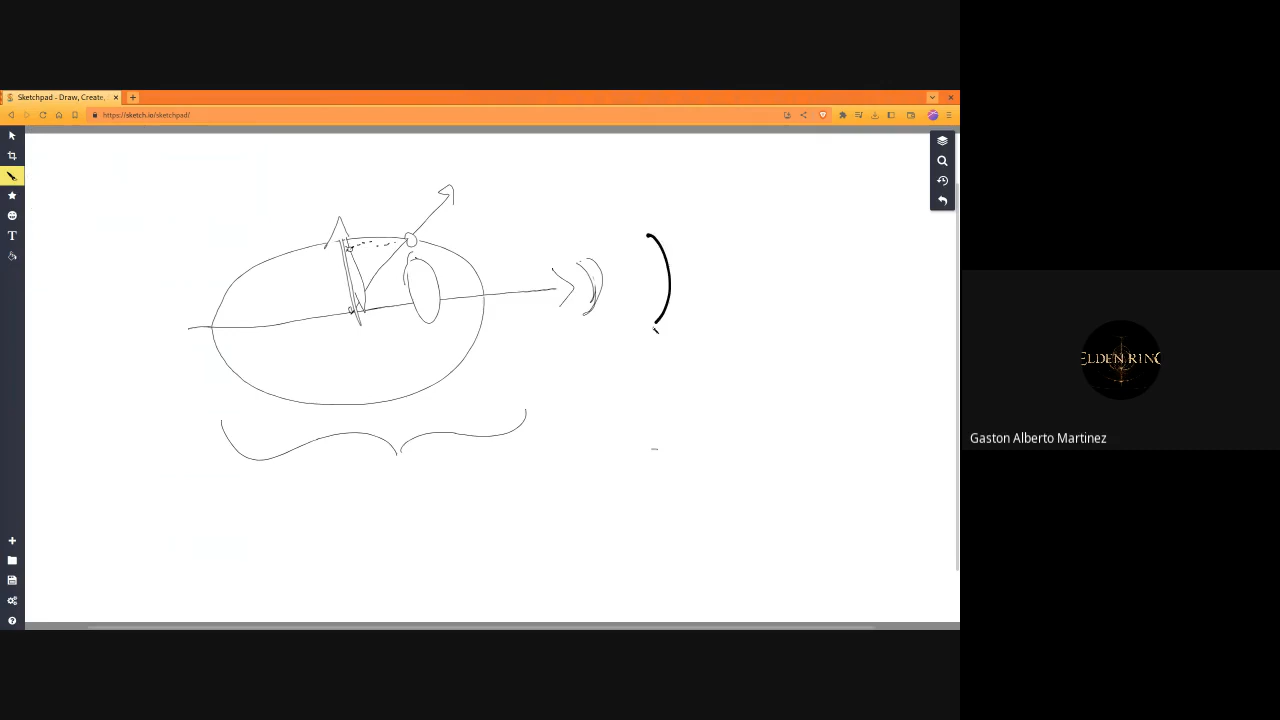 Sketchpad - Draw, Create,
https://sketch.io/sketchpad/
T
ELDEN RING
Gaston Alberto Martinez